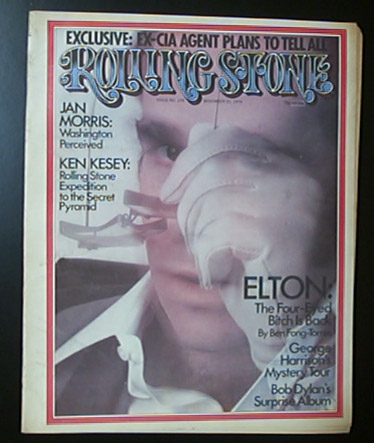 EXCLUSIVE: EX-CIA AGENT PLANS TO TELL ALL
ROLLING STONE
JAN
MORRIS:
Washington
Perceived
KEN KESEY:
Rolling Stone
Expedition
to the Secret
Pyramid
ELTON:
The Four-Eyed
Bitch Is Back
By Ben Fong-Torres
George
Harrison's
Mystery Tour
Bob Dylan's
Surprise Album